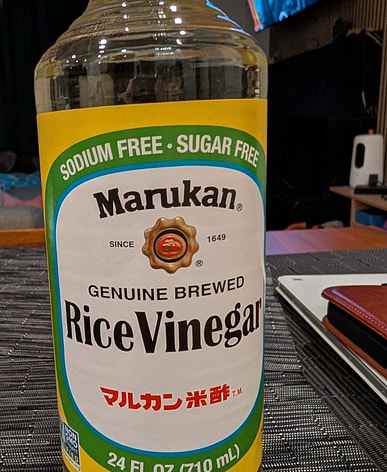 SODIUM FREE • SUGAR FREE
Marukan®
SINCE 1649
®
GENUINE BREWED
Rice Vinegar
マルカン 米酢 T.M.
24 FL OZ (710 mL)